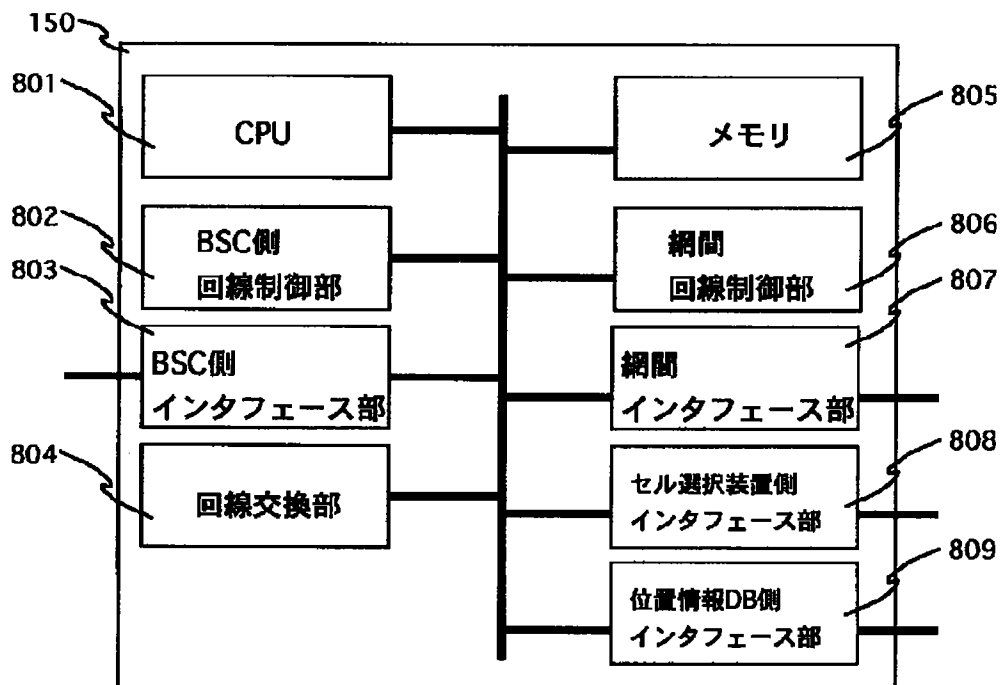 150
801
CPU
802
BSC側
回線制御部
803
BSC側
インタフェース部
804
回線交換部
805
メモリ
806
網間
回線制御部
807
網間
インタフェース部
808
セル選択装置側
インタフェース部
809
位置情報DB側
インタフェース部